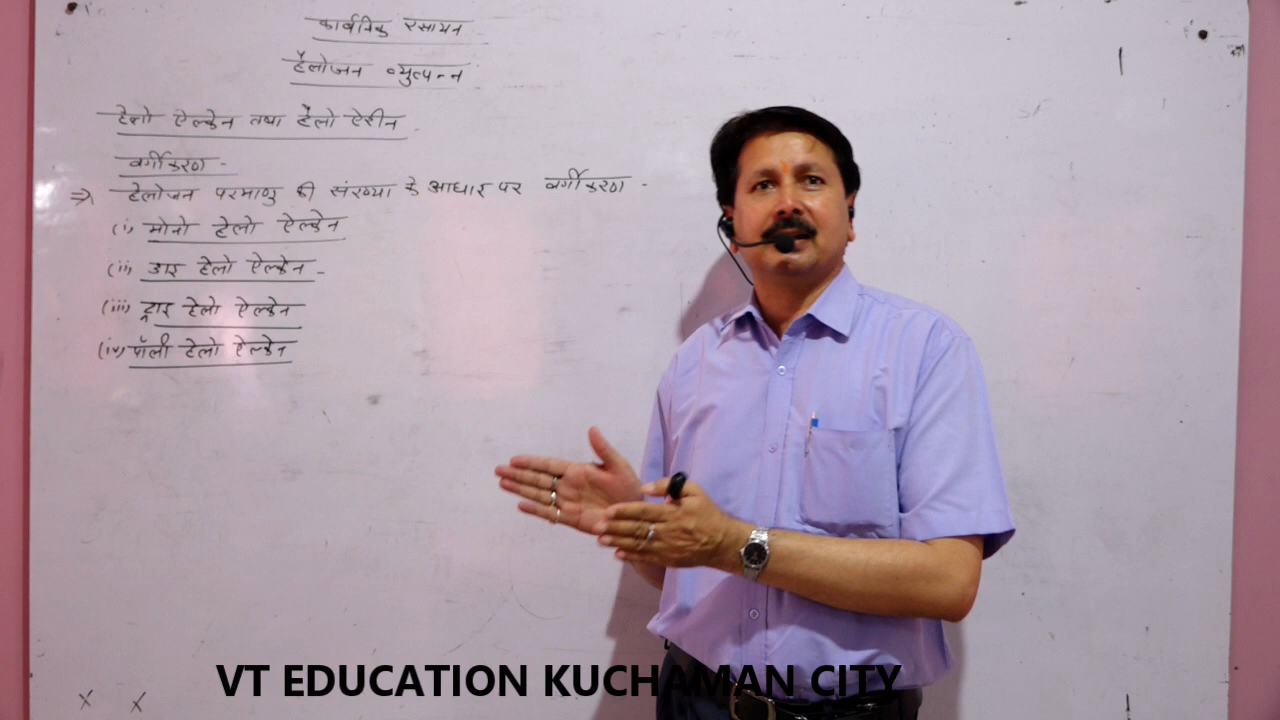 कार्बनिक रसायन
हैलोजन व्युत्पन्न
हेलो ऐल्केन तथा हैलो ऐरीन
वर्गीकरण -
⇒ हेलोजन परमाणु की संख्या के आधार पर वर्गीकरण -
(i) मोनो हेलो ऐल्केन
(ii) डाइ हेलो ऐल्केन -
(iii) ट्राइ हेलो ऐल्केन
(iv) पॉली हेलो ऐल्केन
x x
VT EDUCATION KUCHAMAN CITY